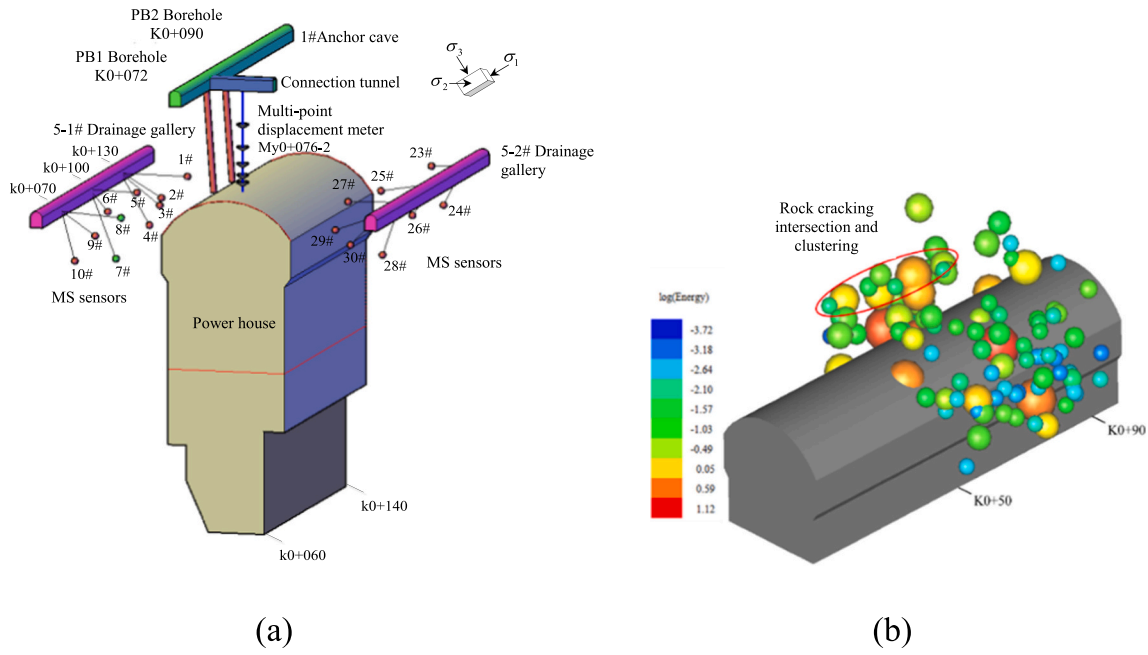 PB2 Borehole
K0+090
PB1 Borehole
K0+072
1#Anchor cave
Connection tunnel
σ3
σ1
σ2
Multi-point
displacement meter
My0+076-2
5-1# Drainage gallery
k0+130
k0+100
k0+070
1#
2#
3#
4#
5#
6#
8#
9#
10#
7#
MS sensors
23#
5-2# Drainage
gallery
25#
27#
24#
26#
29#
30#
28#
MS sensors
Power house
k0+140
k0+060
(a)
Rock cracking
intersection and
clustering
log(Energy)
-3.72
-3.18
-2.64
-2.10
-1.57
-1.03
-0.49
0.05
0.59
1.12
K0+90
K0+50
(b)